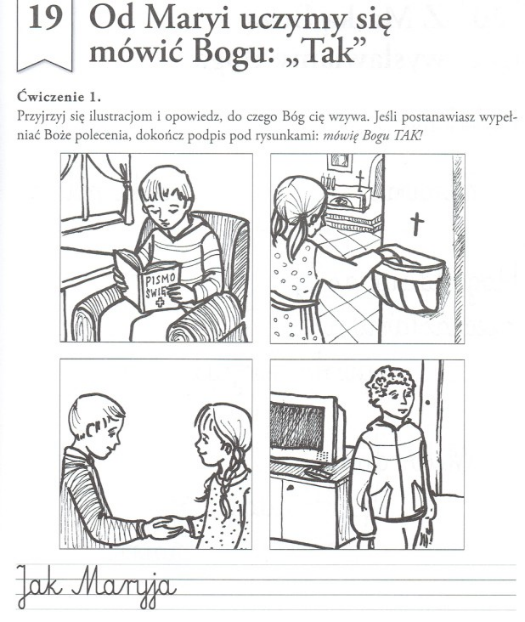 19
Od Maryi uczymy się
mówić Bogu: „Tak”
Ćwiczenie 1.
Przyjrzyj się ilustracjom i opowiedz, do czego Bóg cię wzywa. Jeśli postanawiasz wypeł-
niać Boże polecenia, dokończ podpis pod rysunkami: mówię Bogu TAK!
PISMO
ŚWIĘ
Jak Maryja